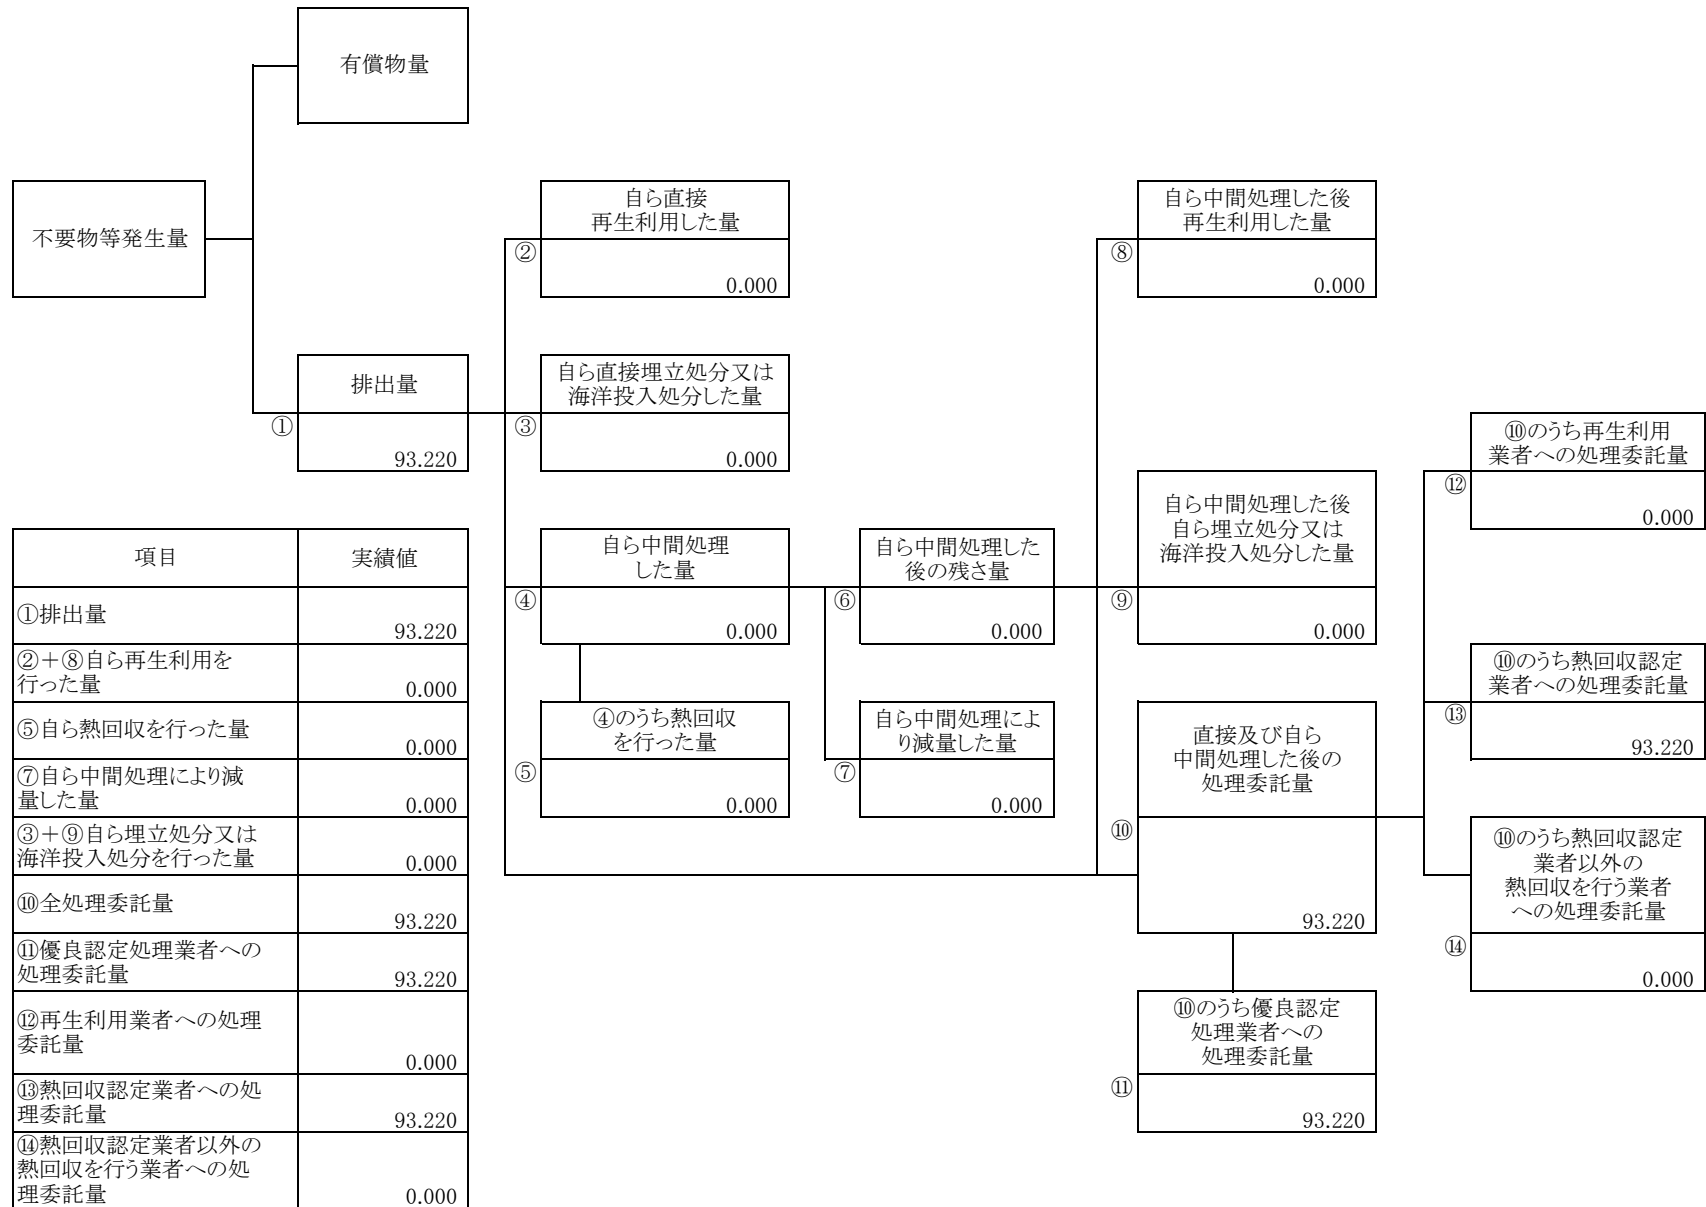 有償物量
不要物等発生量
自ら直接
再生利用した量
②
0.000
自ら中間処理した後
再生利用した量
⑧
0.000
排出量
①
93.220
自ら直接埋立処分又は
海洋投入処分した量
③
0.000
⑩のうち再生利用
業者への処理委託量
⑫
0.000
自ら中間処理
した量
④
0.000
自ら中間処理した
後の残さ量
⑥
0.000
自ら中間処理した後
自ら埋立処分又は
海洋投入処分した量
⑨
0.000
⑩のうち熱回収認定
業者への処理委託量
⑬
93.220
④のうち熱回収
を行った量
⑤
0.000
自ら中間処理によ
り減量した量
⑦
0.000
直接及び自ら
中間処理した後の
処理委託量
⑩
93.220
⑩のうち熱回収認定
業者以外の
熱回収を行う業者
への処理委託量
⑭
0.000
⑩のうち優良認定
処理業者への
処理委託量
⑪
93.220
項目 実績値
①排出量
93.220
②+⑧自ら再生利用を
行った量
0.000
⑤自ら熱回収を行った量
0.000
⑦自ら中間処理により減
量した量
0.000
③+⑨自ら埋立処分又は
海洋投入処分を行った量
0.000
⑩全処理委託量
93.220
⑪優良認定処理業者への
処理委託量
93.220
⑫再生利用業者への処理
委託量
0.000
⑬熱回収認定業者への処
理委託量
93.220
⑭熱回収認定業者以外の
熱回収を行う業者への処
理委託量
0.000